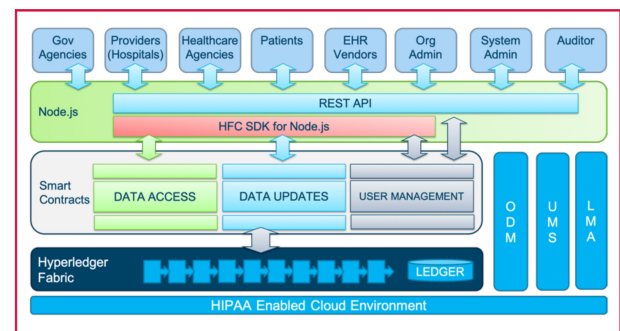 Gov
Agencies
Providers
(Hospitals)
Healthcare
Agencies
Patients
EHR
Vendors
Org
Admin
System
Admin
Auditor
Node.js
REST API
HFC SDK for Node.js
Smart
Contracts
DATA ACCESS
DATA UPDATES
USER MANAGEMENT
O
D
M
U
M
S
L
M
A
Hyperledger
Fabric
LEDGER
HIPAA Enabled Cloud Environment